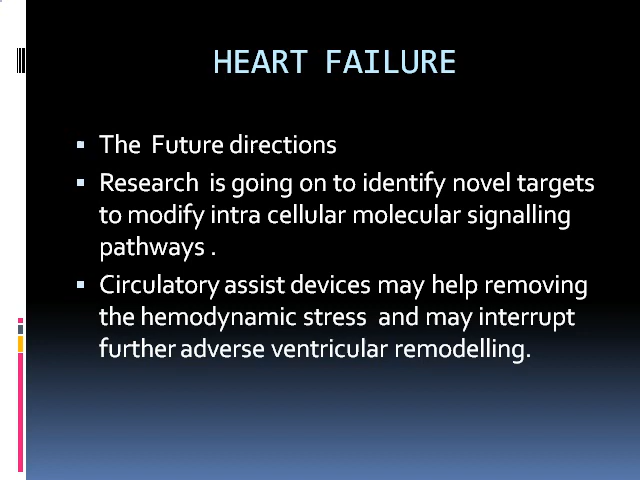 HEART FAILURE
The Future directions
Research is going on to identify novel targets
to modify intra cellular molecular signalling
pathways .
Circulatory assist devices may help removing
the hemodynamic stress and may interrupt
further adverse ventricular remodelling.